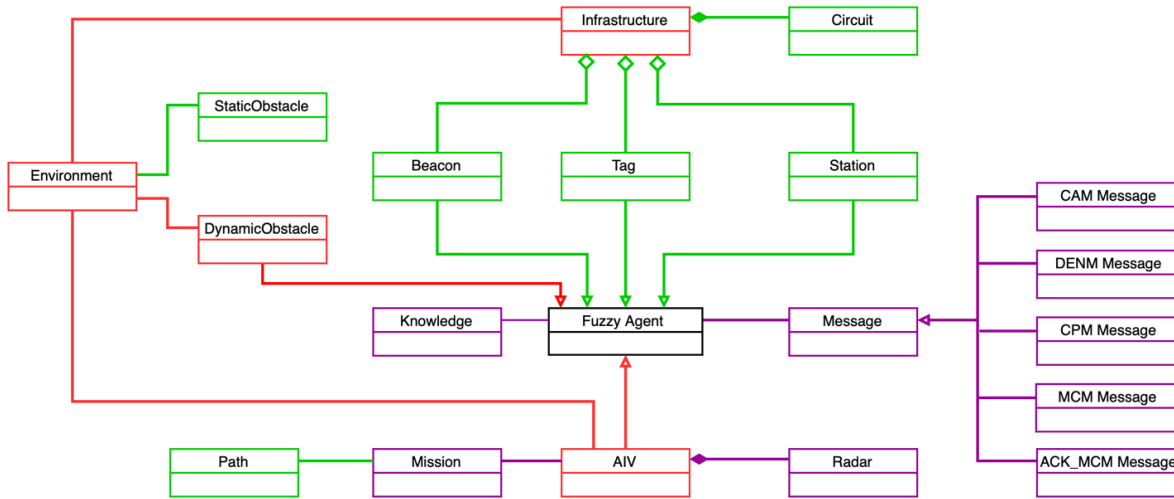 Infrastructure
Circuit
StaticObstacle
Environment
Beacon
Tag
Station
DynamicObstacle
CAM Message
DENM Message
Knowledge
Fuzzy Agent
Message
CPM Message
MCM Message
Path
Mission
AIV
Radar
ACK_MCM Message